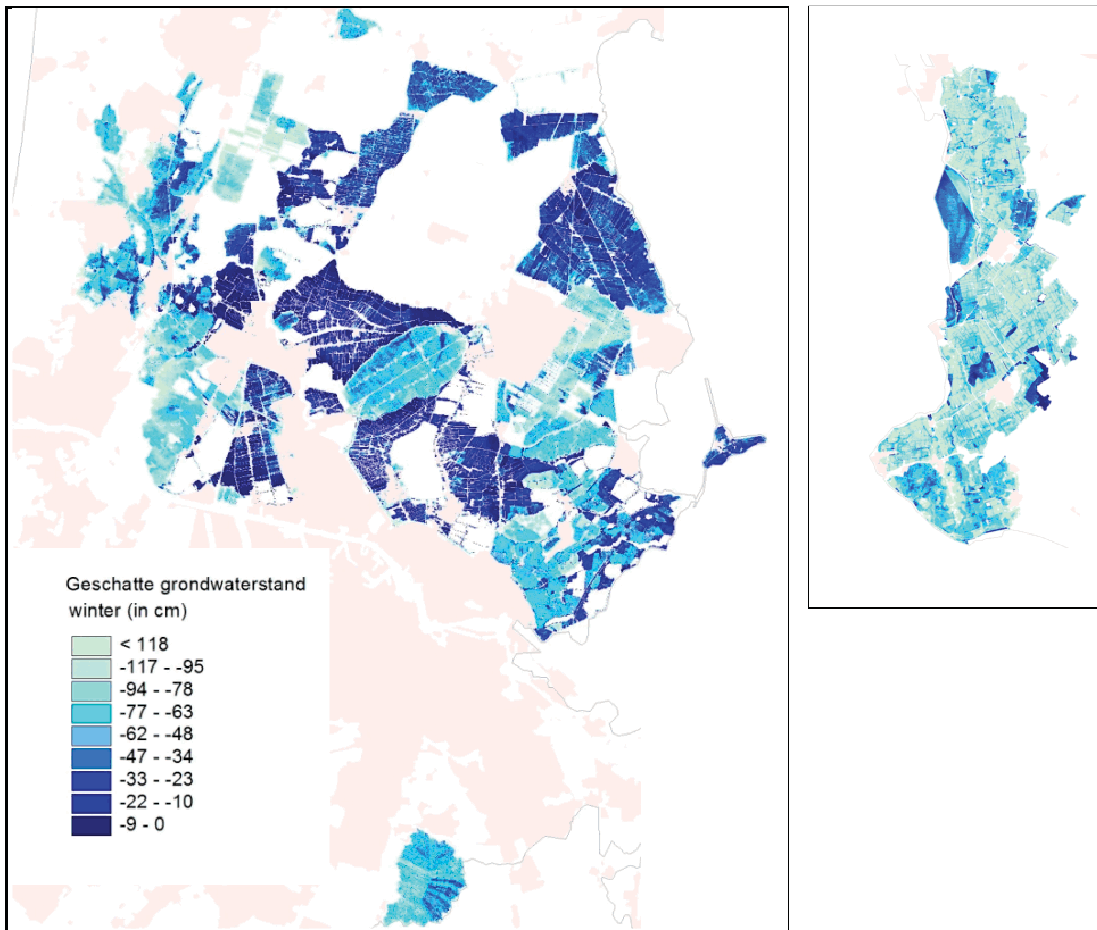 Geschatte grondwaterstand
winter (in cm)
< 118
-117 - -95
-94 - -78
-77 - -63
-62 - -48
-47 - -34
-33 - -23
-22 - -10
-9 - 0